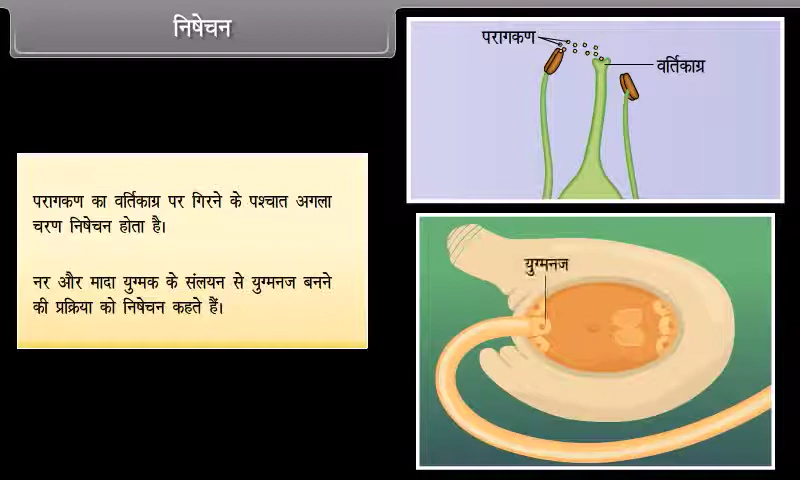 निषेचन
परागकण
वर्तिकाग्र
परागकण का वर्तिकाग्र पर गिरने के पश्चात अगला
चरण निषेचन होता है।
नर और मादा युग्मक के संलयन से युग्मनज बनने
की प्रक्रिया को निषेचन कहते हैं।
युग्मनज